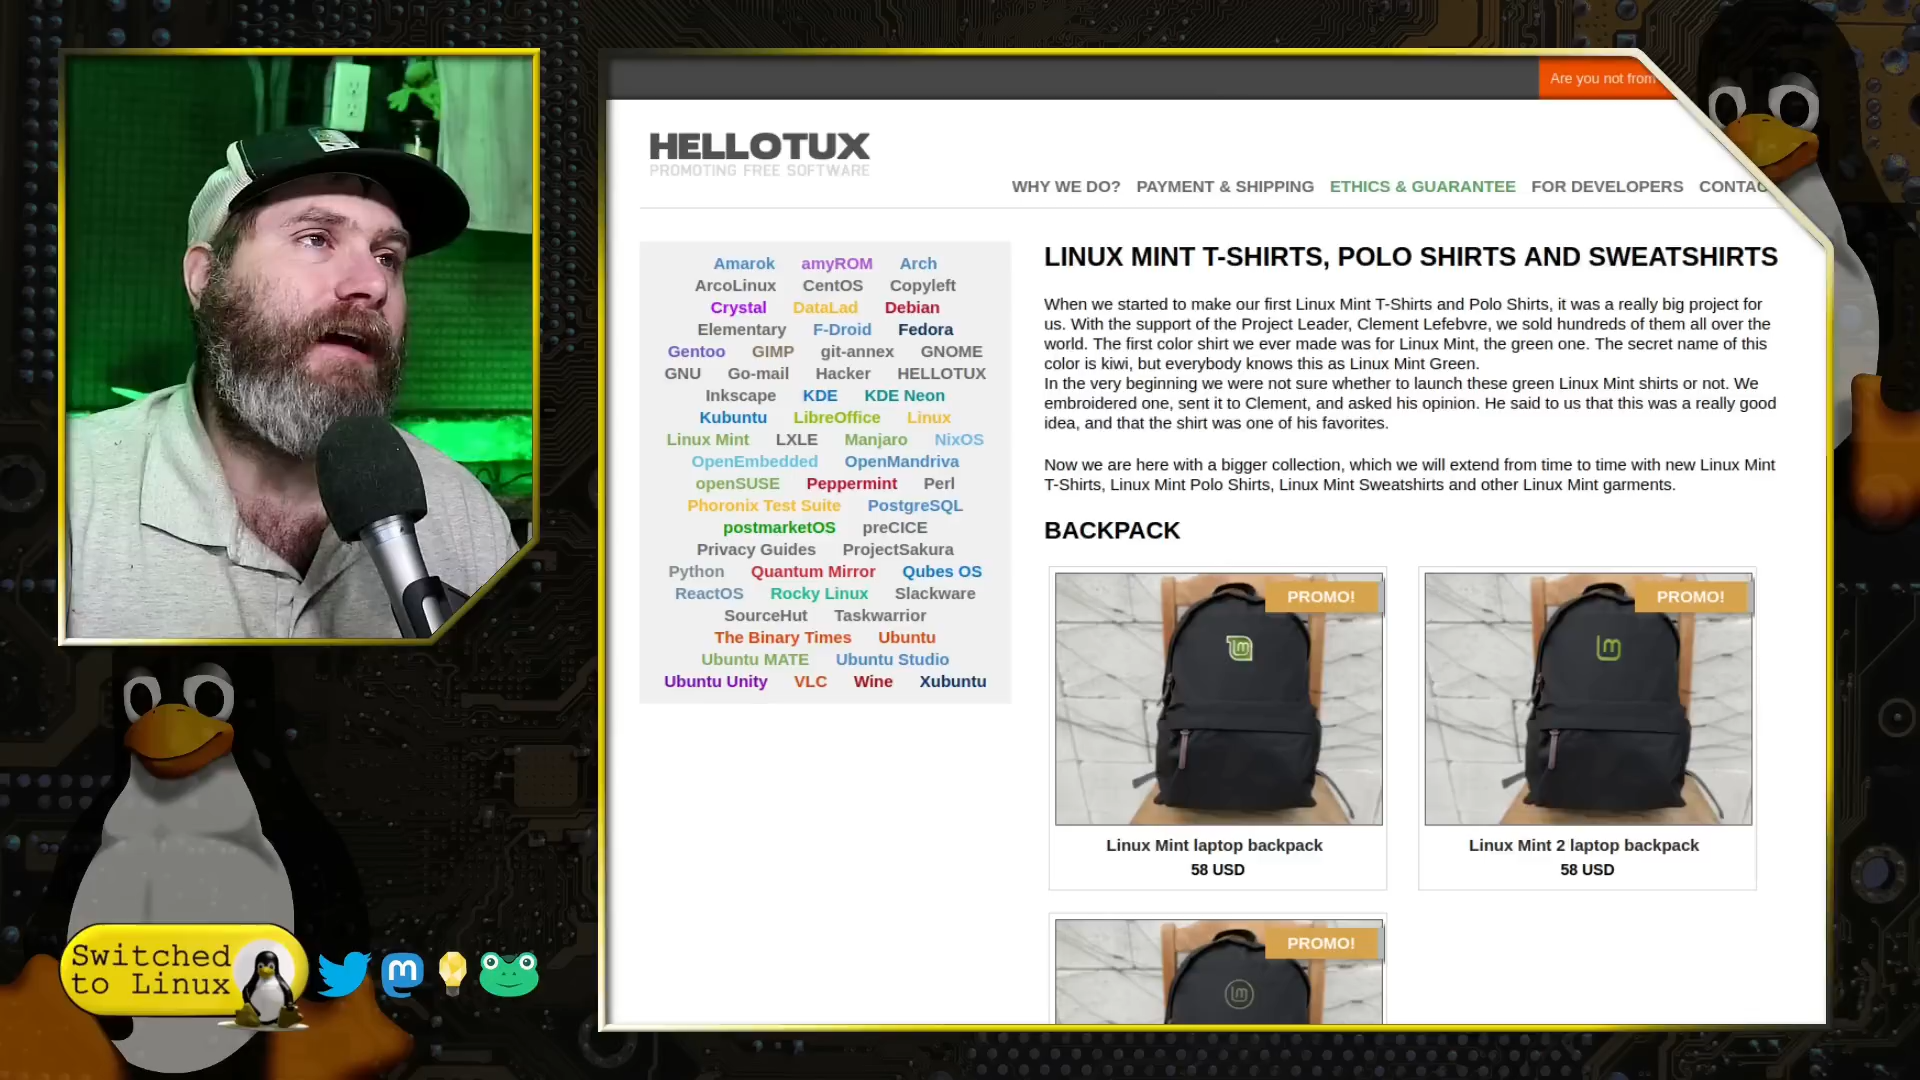 Are you not from
HELLOTUX
PROMOTING FREE SOFTWARE
WHY WE DO? PAYMENT & SHIPPING ETHICS & GUARANTEE FOR DEVELOPERS CONTAC
Amarok amyROM Arch
ArcoLinux CentOS Copyleft
Crystal DataLad Debian
Elementary F-Droid Fedora
Gentoo GIMP git-annex GNOME
GNU Go-mail Hacker HELLOTUX
Inkscape KDE KDE Neon
Kubuntu LibreOffice Linux
Linux Mint LXLE Manjaro NixOS
OpenEmbedded OpenMandriva
openSUSE Peppermint Perl
Phoronix Test Suite PostgreSQL
postmarketOS preCICE
Privacy Guides ProjectSakura
Python Quantum Mirror Qubes OS
ReactOS Rocky Linux Slackware
SourceHut Taskwarrior
The Binary Times Ubuntu
Ubuntu MATE Ubuntu Studio
Ubuntu Unity VLC Wine Xubuntu
LINUX MINT T-SHIRTS, POLO SHIRTS AND SWEATSHIRTS
When we started to make our first Linux Mint T-Shirts and Polo Shirts, it was a really big project for
us. With the support of the Project Leader, Clement Lefebvre, we sold hundreds of them all over the
world. The first color shirt we ever made was for Linux Mint, the green one. The secret name of this
color is kiwi, but everybody knows this as Linux Mint Green.
In the very beginning we were not sure whether to launch these green Linux Mint shirts or not. We
embroidered one, sent it to Clement, and asked his opinion. He said to us that this was a really good
idea, and that the shirt was one of his favorites.
Now we are here with a bigger collection, which we will extend from time to time with new Linux Mint
T-Shirts, Linux Mint Polo Shirts, Linux Mint Sweatshirts and other Linux Mint garments.
BACKPACK
PROMO! PROMO!
Linux Mint laptop backpack Linux Mint 2 laptop backpack
58 USD 58 USD
PROMO!
Switched
to Linux